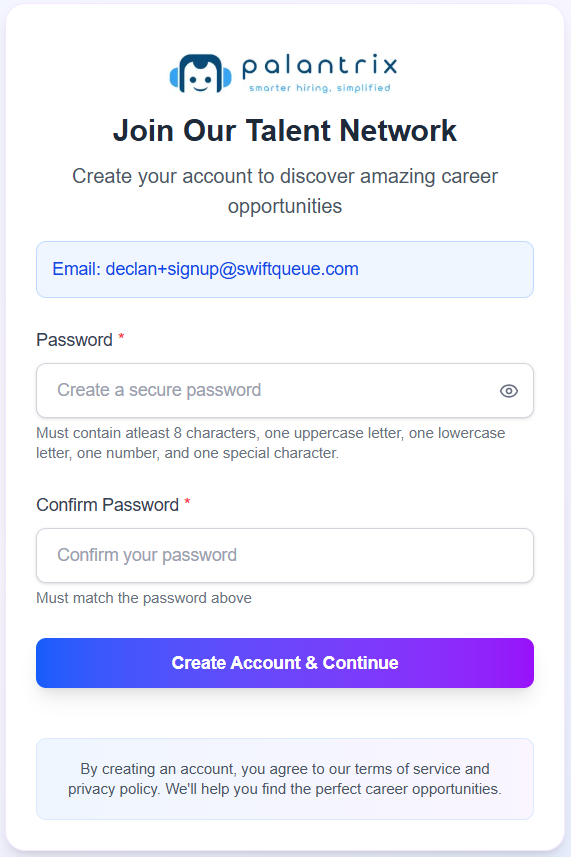 palantrix
smarter hiring, simplified
Join Our Talent Network
Create your account to discover amazing career
opportunities
Email: declan+signup@swiftqueue.com
Password *
Create a secure password
Must contain atleast 8 characters, one uppercase letter, one lowercase
letter, one number, and one special character.
Confirm Password *
Confirm your password
Must match the password above
Create Account & Continue
By creating an account, you agree to our terms of service and
privacy policy. We'll help you find the perfect career opportunities.